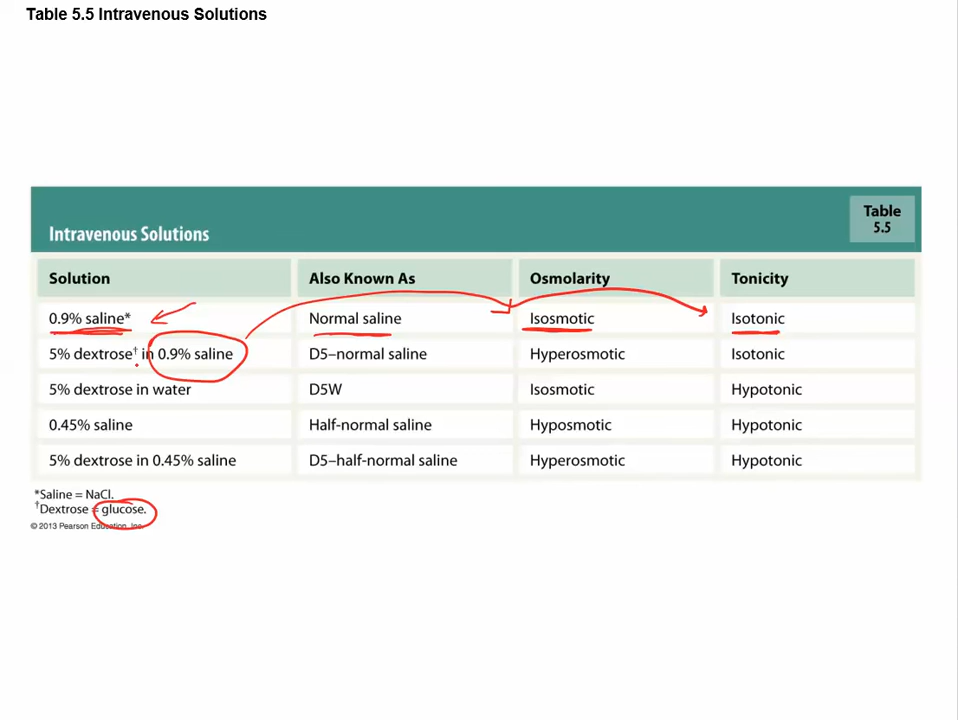 Table 5.5 Intravenous Solutions
Intravenous Solutions
Table
5.5
Solution Also Known As Osmolarity Tonicity
0.9% saline* Normal saline Isosmotic Isotonic
5% dextrose† in 0.9% saline D5–normal saline Hyperosmotic Isotonic
5% dextrose in water D5W Isosmotic Hypotonic
0.45% saline Half-normal saline Hyposmotic Hypotonic
5% dextrose in 0.45% saline D5–half-normal saline Hyperosmotic Hypotonic
*Saline = NaCl.
†Dextrose = glucose.
© 2013 Pearson Education, Inc.